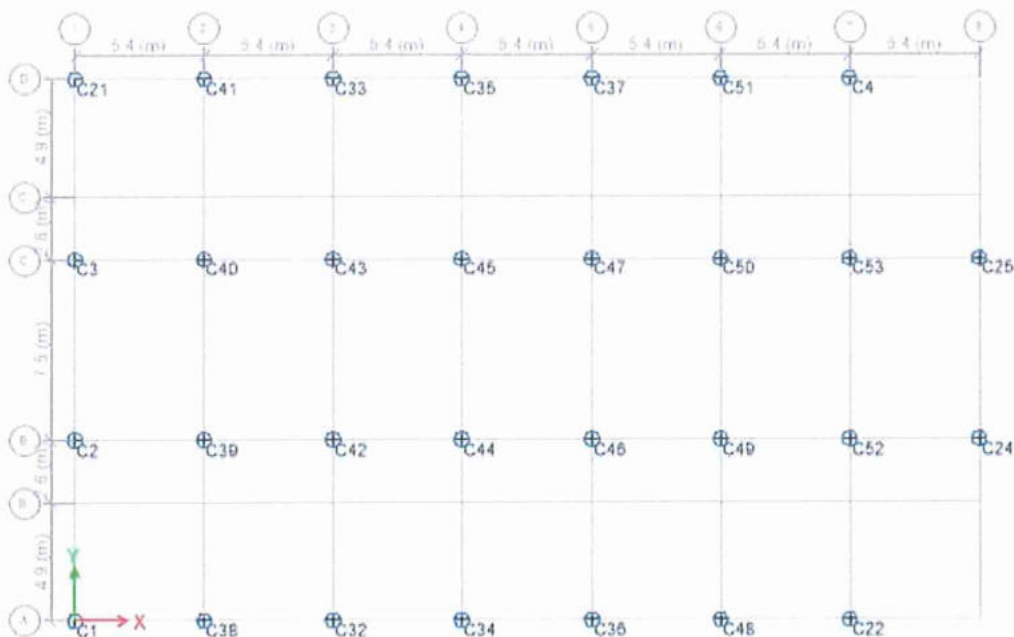 1 2 3 4 5 6 7 8
5.4 (m) 5.4 (m) 5.4 (m) 5.4 (m) 5.4 (m) 5.4 (m) 5.4 (m)
D
C21 C41 C33 C35 C37 C51 C4
4.9 (m)
C
C3 C40 C43 C45 C47 C50 C53 C25
7.5 (m)
B
C2 C39 C42 C44 C46 C49 C52 C24
4.9 (m)
Y
X
A
C1 C38 C32 C34 C36 C48 C22